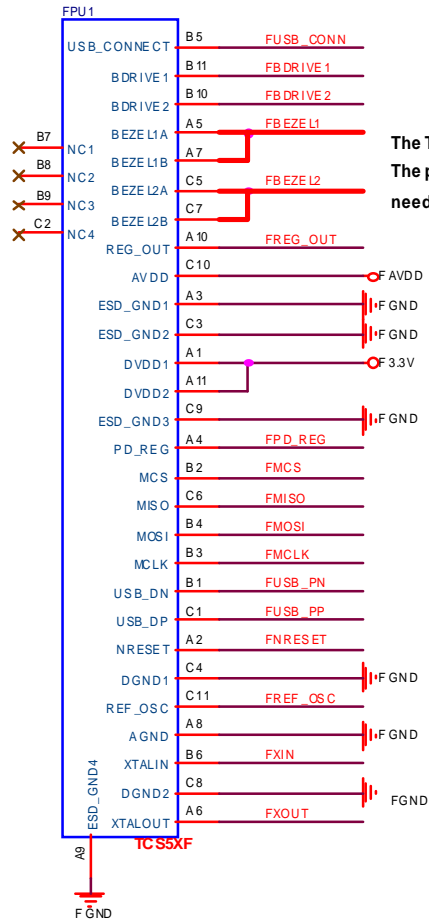 FPU1
USB_CONNECT B5 FUSB_CONN
BDRIVE1 B11 FBDRIVE1
BDRIVE2 B10 FBDRIVE2
BEZEL1A A5 FBEZEL1
The T
B7 NC1 BEZEL1B A7
The p
B8 NC2 BEZEL2A C5 FBEZEL2
need
B9 NC3 BEZEL2B C7
C2 NC4
REG_OUT A10 FREG_OUT
AVDD C10 FAVDD
ESD_GND1 A3 FGND
ESD_GND2 C3 FGND
DVDD1 A1 F3.3V
DVDD2 A11
ESD_GND3 C9 FGND
PD_REG A4 FPD_REG
MCS B2 FMCS
MISO C6 FMISO
MOSI B4 FMOSI
MCLK B3 FMCLK
USB_DN B1 FUSB_PN
USB_DP C1 FUSB_PP
NRESET A2 FNRESET
DGND1 C4 FGND
REF_OSC C11 FREF_OSC
AGND A8 FGND
XTALIN B6 FXIN
DGND2 C8 FGND
XTALOUT A6 FXOUT
ESD_GND4
TCS5XF
A9
FGND